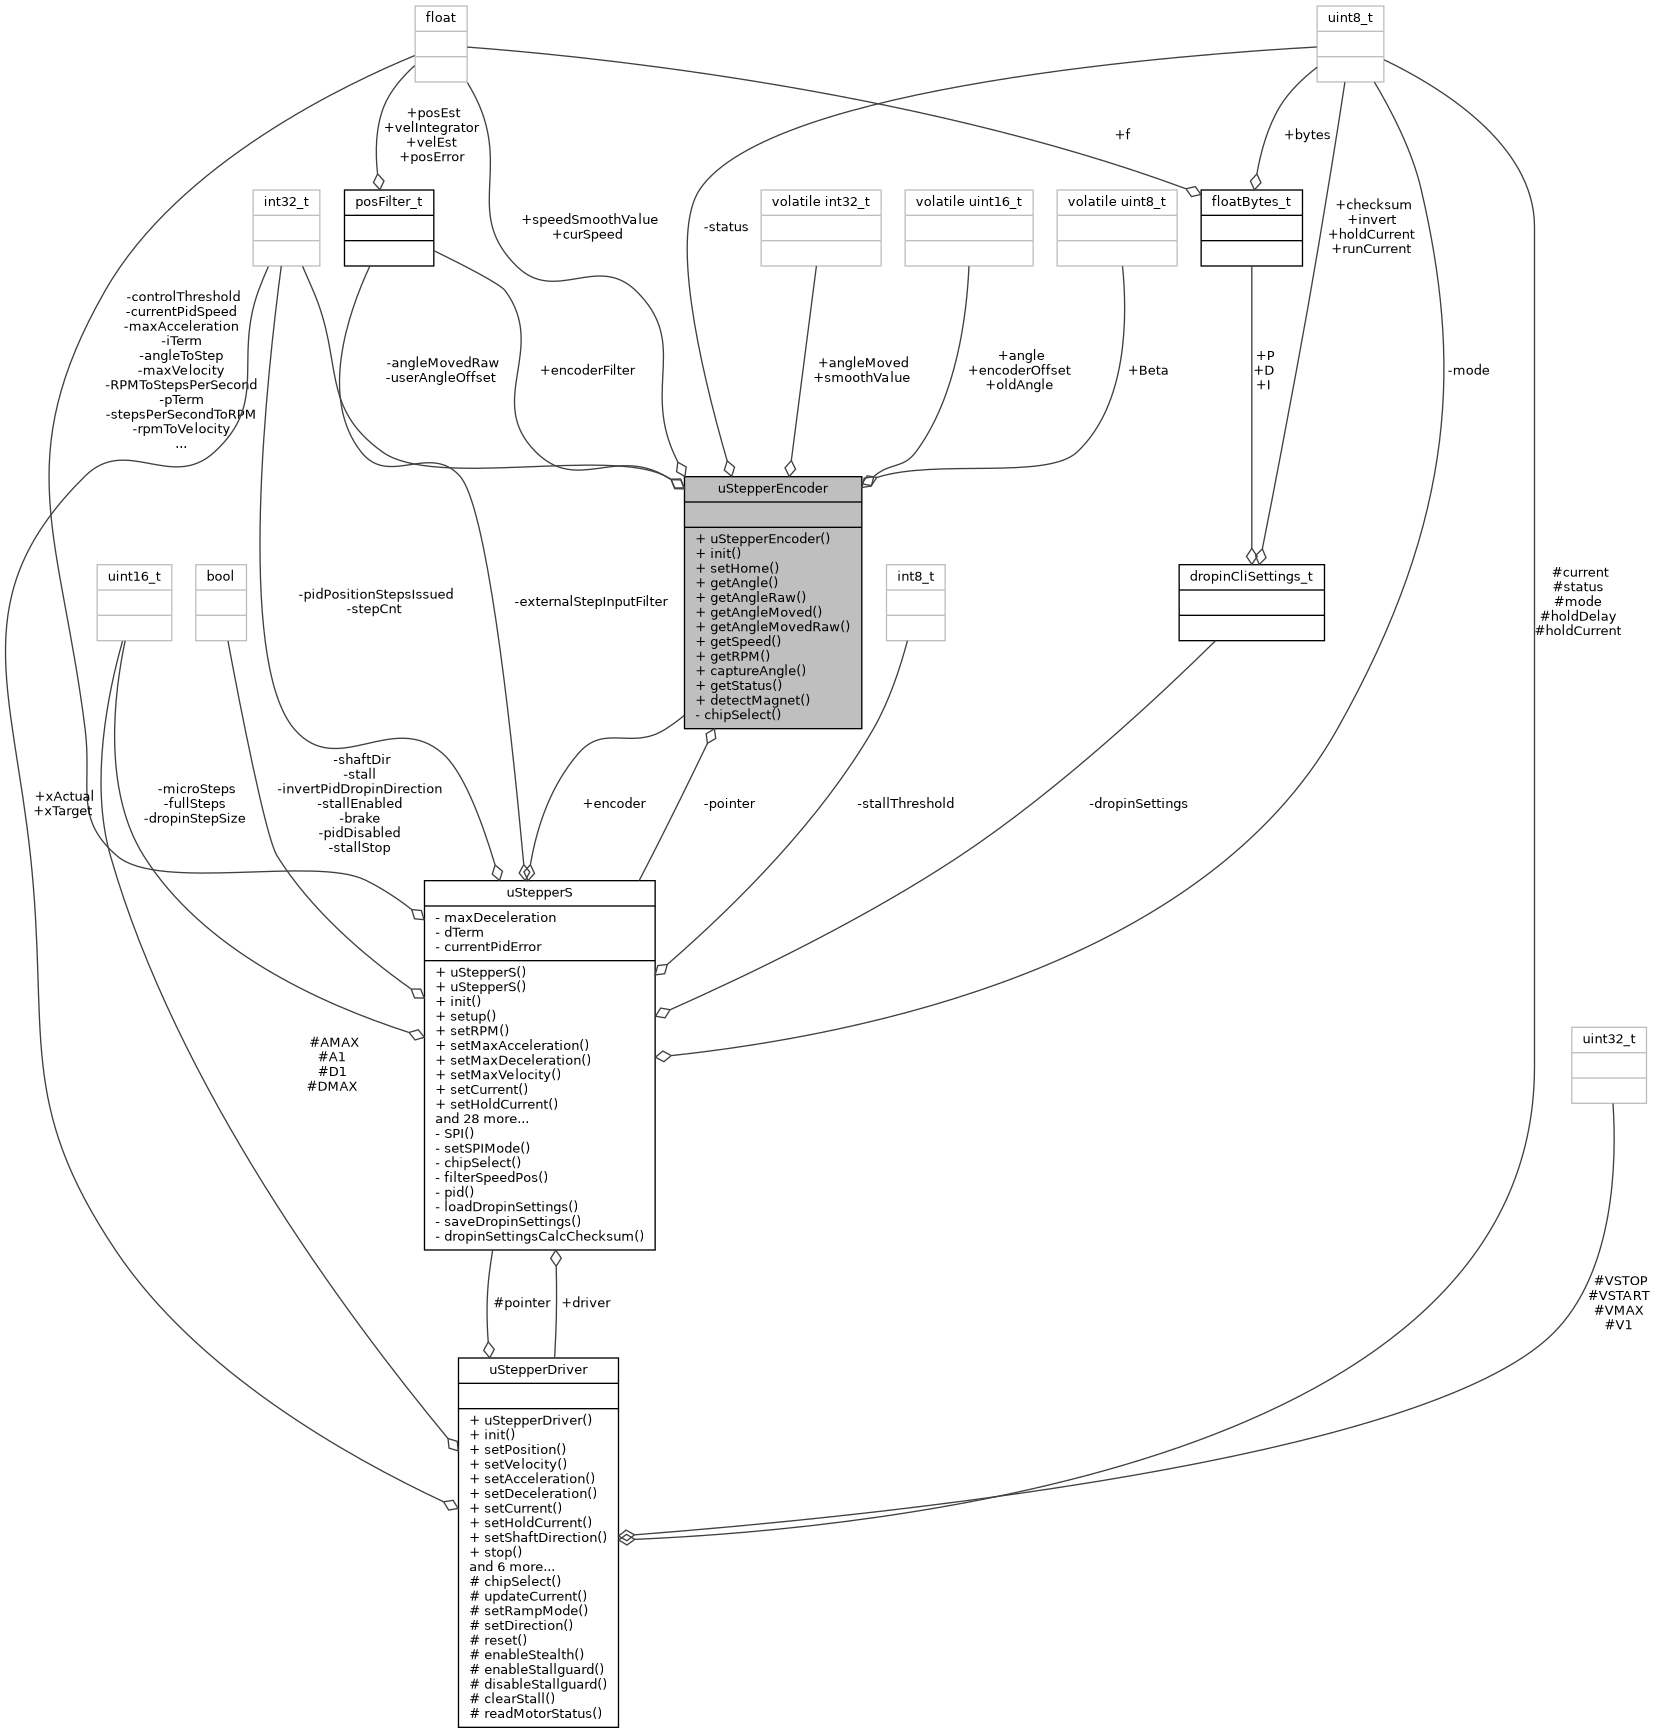 float
uint8_t
+posEst
+velIntegrator
+velEst
+posError
+f
+bytes
int32_t
posFilter_t
+speedSmoothValue
+curSpeed
-status
volatile int32_t
volatile uint16_t
volatile uint8_t
floatBytes_t
+checksum
+invert
+holdCurrent
+runCurrent
-controlThreshold
-currentPidSpeed
-maxAcceleration
-iTerm
-angleToStep
-maxVelocity
-RPMToStepsPerSecond
-pTerm
-stepsPerSecondToRPM
-rpmToVelocity
...
-angleMovedRaw
-userAngleOffset
+encoderFilter
+angleMoved
+smoothValue
+angle
+encoderOffset
+oldAngle
+Beta
+P
+D
+I
-mode
uStepperEncoder
+ uStepperEncoder()
+ init()
+ setHome()
+ getAngle()
+ getAngleRaw()
+ getAngleMoved()
+ getAngleMovedRaw()
+ getSpeed()
+ getRPM()
+ captureAngle()
+ getStatus()
+ detectMagnet()
- chipSelect()
uint16_t
bool
-pidPositionStepsIssued
-stepCnt
-externalStepInputFilter
int8_t
dropinCliSettings_t
#current
#status
#mode
#holdDelay
#holdCurrent
+xActual
+xTarget
-microSteps
-fullSteps
-dropinStepSize
-shaftDir
-stall
-invertPidDropinDirection
-stallEnabled
-brake
-pidDisabled
-stallStop
+encoder
-pointer
-stallThreshold
-dropinSettings
uStepperS
- maxDeceleration
- dTerm
- currentPidError
+ uStepperS()
+ uStepperS()
+ init()
+ setup()
+ setRPM()
+ setMaxAcceleration()
+ setMaxDeceleration()
+ setMaxVelocity()
+ setCurrent()
+ setHoldCurrent()
and 28 more...
- SPI()
- setSPIMode()
- chipSelect()
- filterSpeedPos()
- pid()
- loadDropinSettings()
- saveDropinSettings()
- dropinSettingsCalcChecksum()
#AMAX
#A1
#D1
#DMAX
uint32_t
#VSTOP
#VSTART
#VMAX
#V1
#pointer
+driver
uStepperDriver
+ uStepperDriver()
+ init()
+ setPosition()
+ setVelocity()
+ setAcceleration()
+ setDeceleration()
+ setCurrent()
+ setHoldCurrent()
+ setShaftDirection()
+ stop()
and 6 more...
# chipSelect()
# updateCurrent()
# setRampMode()
# setDirection()
# reset()
# enableStealth()
# enableStallguard()
# disableStallguard()
# clearStall()
# readMotorStatus()